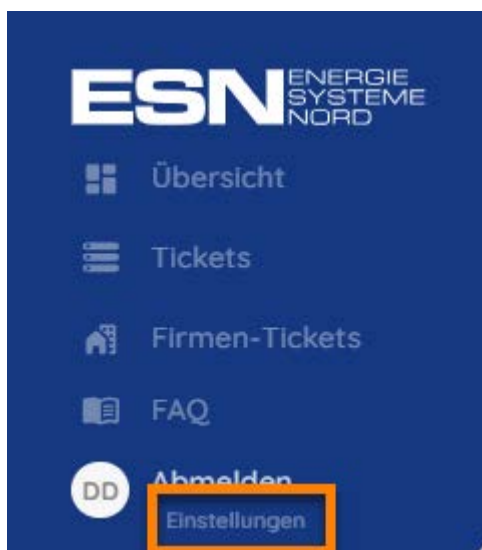 ESN ENERGIE
SYSTEME
NORD
Übersicht
Tickets
Firmen-Tickets
FAQ
DD Abmelden
Einstellungen